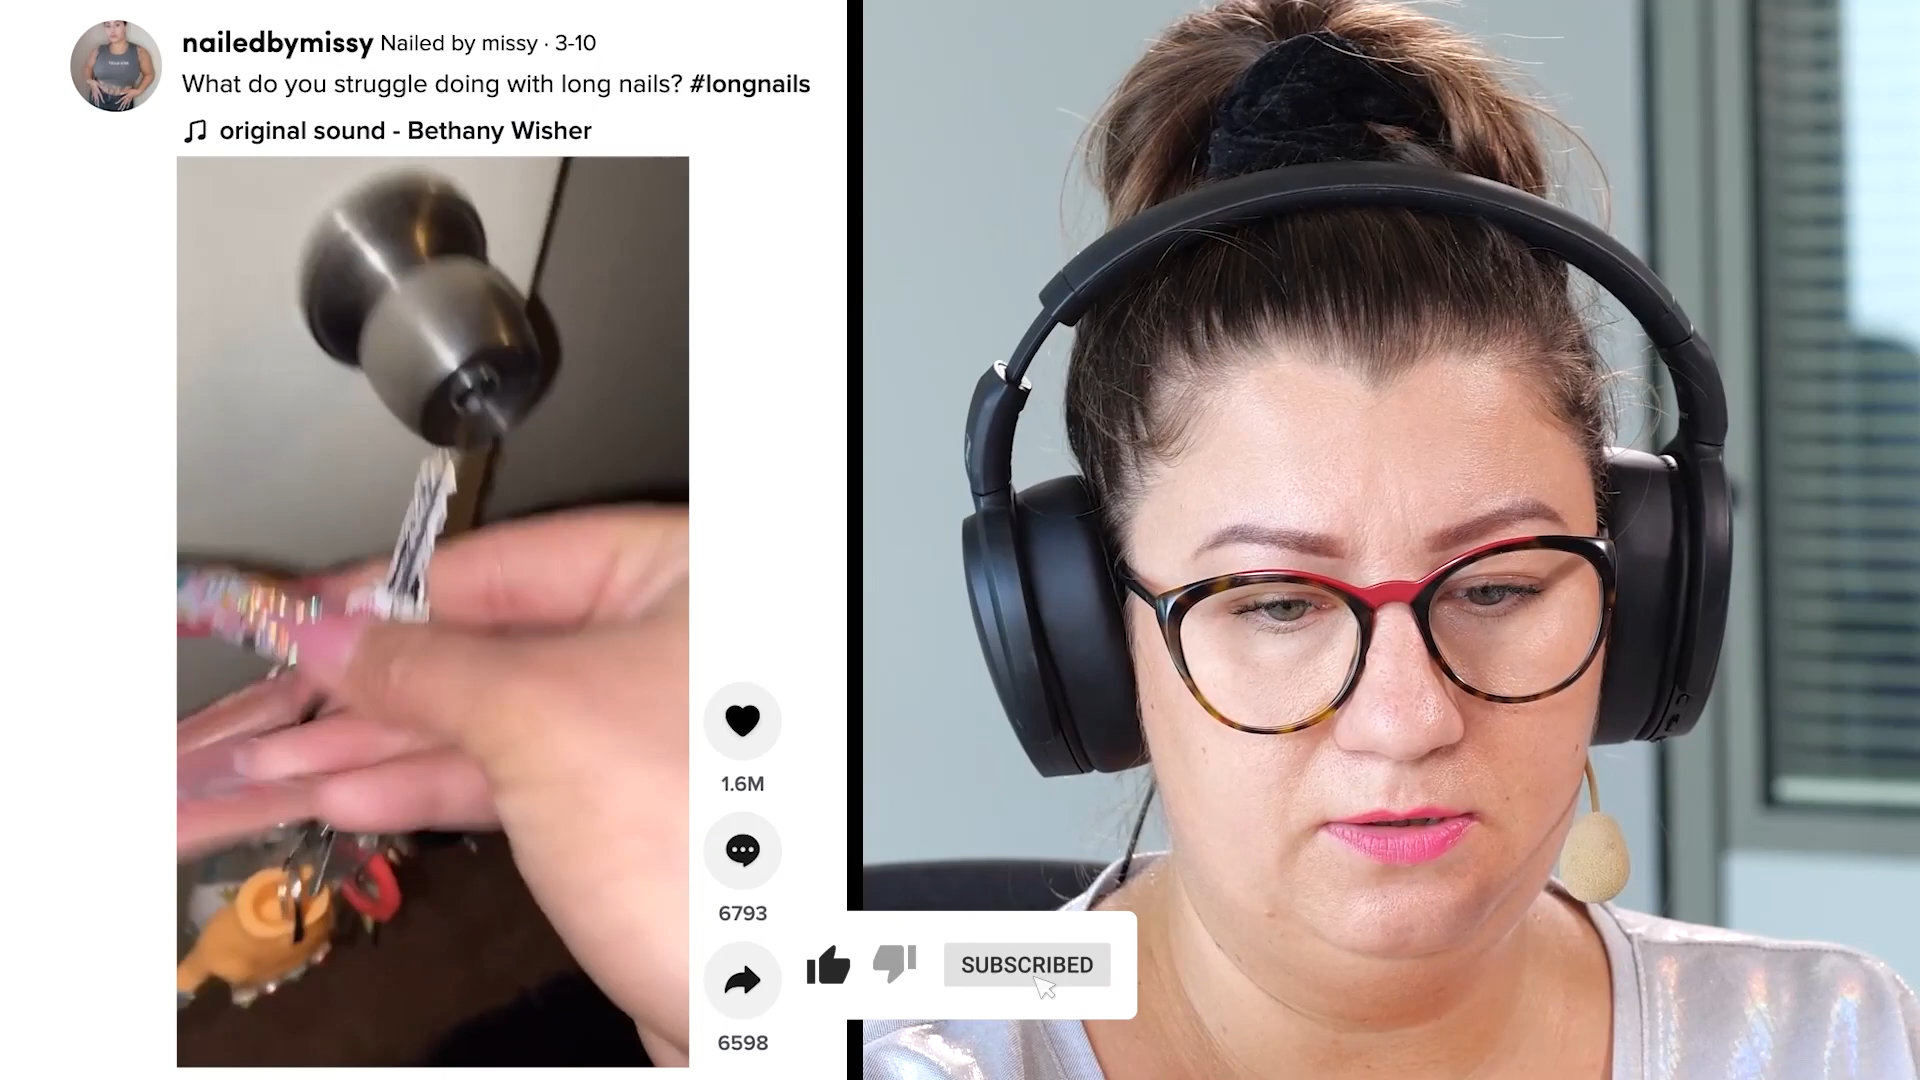 nailedbymissy Nailed by missy · 3-10
What do you struggle doing with long nails? #longnails
original sound - Bethany Wisher
1.6M
6793
6598
SUBSCRIBED